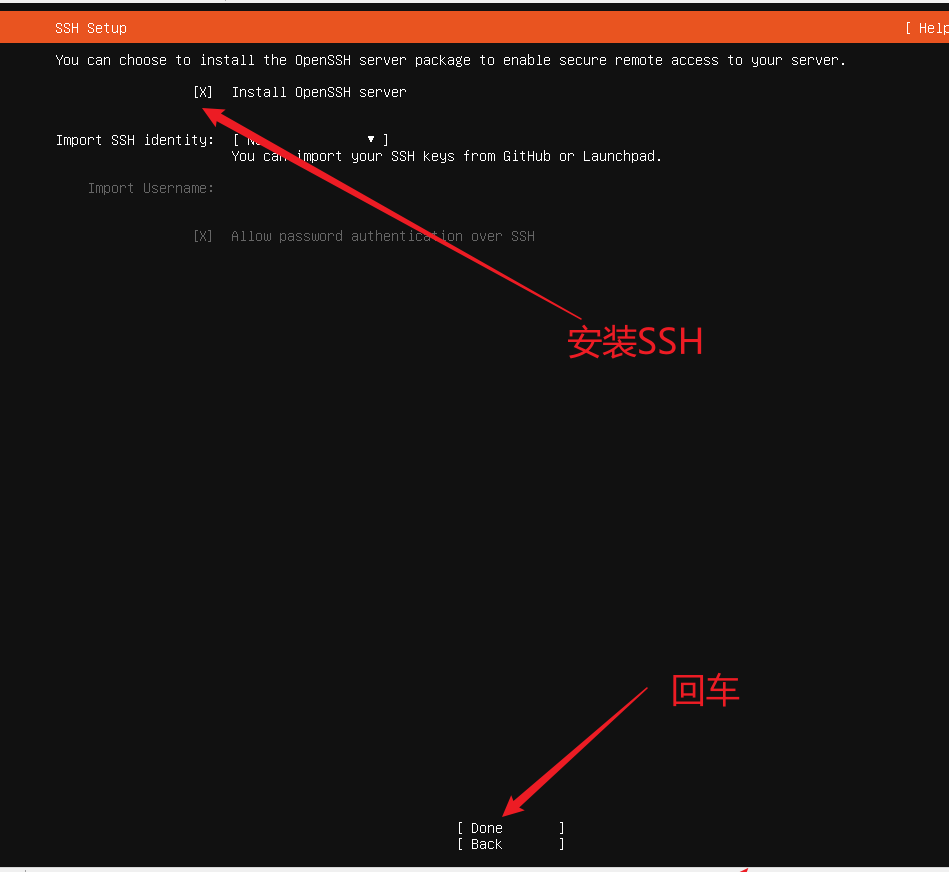 SSH Setup [ Help
You can choose to install the OpenSSH server package to enable secure remote access to your server.
[X] Install OpenSSH server
Import SSH identity: [ ▼ ]
You can import your SSH keys from GitHub or Launchpad.
Import Username:
[X] Allow password authentication over SSH
安装SSH
回车
[ Done ]
[ Back ]